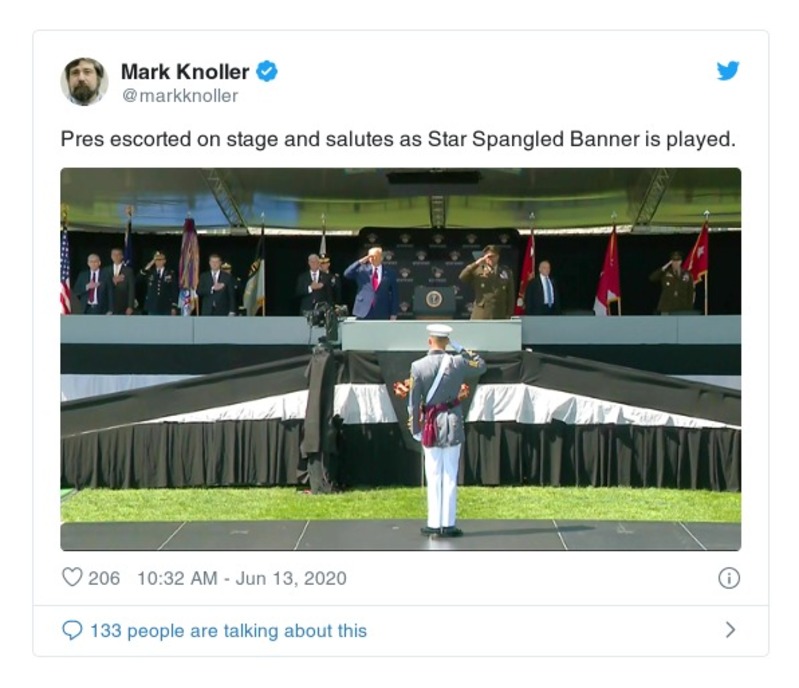 Mark Knoller
@markknoller
Pres escorted on stage and salutes as Star Spangled Banner is played.
206 10:32 AM - Jun 13, 2020
133 people are talking about this